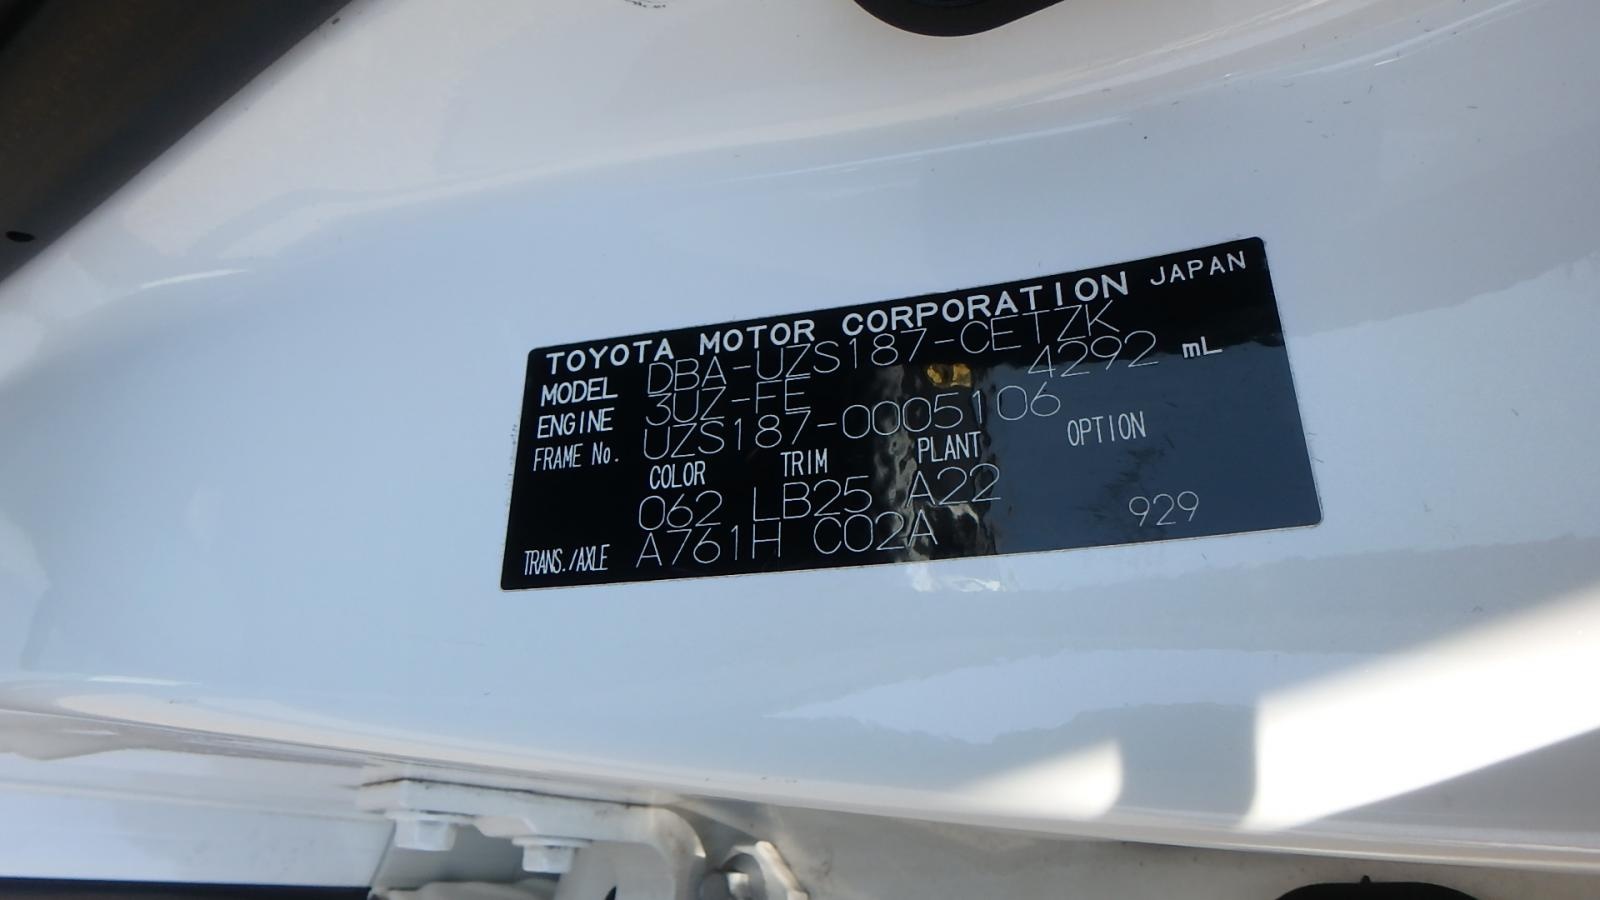 TOYOTA MOTOR CORPORATION JAPAN
MODEL DBA-UZS187-CETZK
ENGINE 3UZ-FE 4292 mL
FRAME No. UZS187-0005106
COLOR TRIM PLANT OPTION
062 LB25 A22
TRANS./AXLE A761H C02A 929